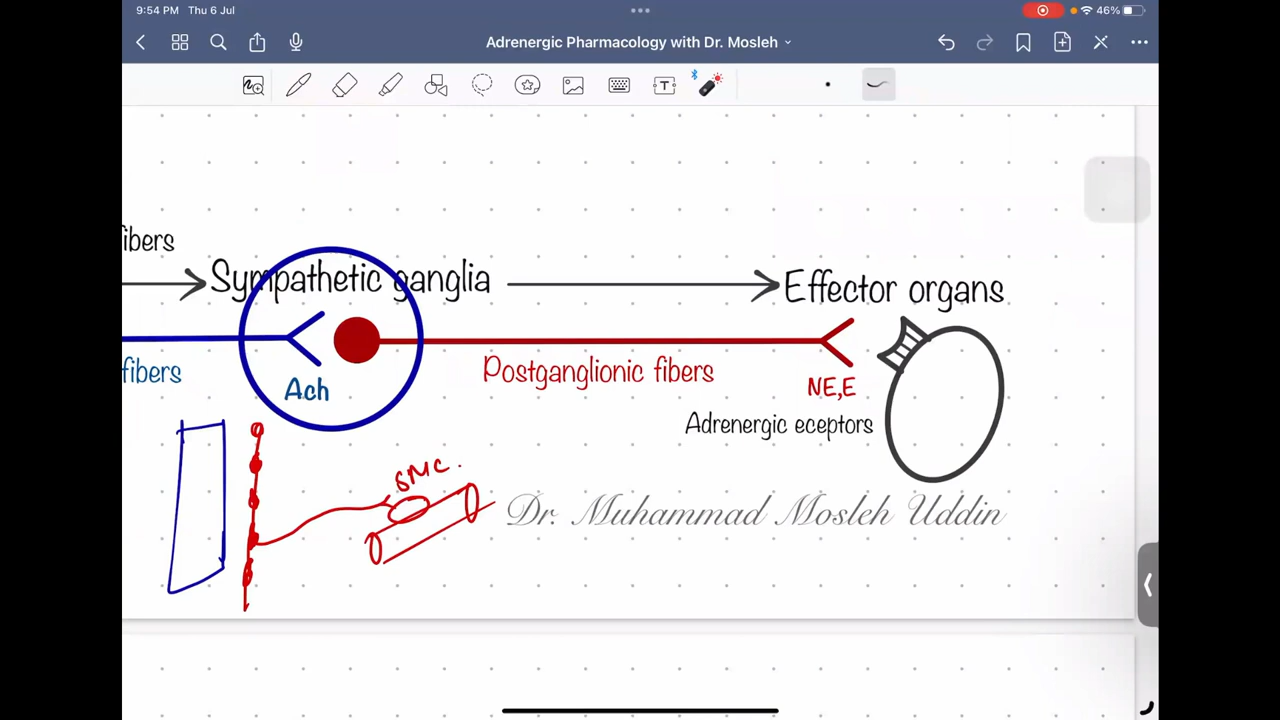 9:54 PM Thu 6 Jul
46%
Adrenergic Pharmacology with Dr. Mosleh
T
fibers
Sympathetic ganglia
Effector organs
fibers
Ach
Postganglionic fibers
NE,E
Adrenergic eceptors
SMC.
Dr. Muhammad Mosleh Uddin